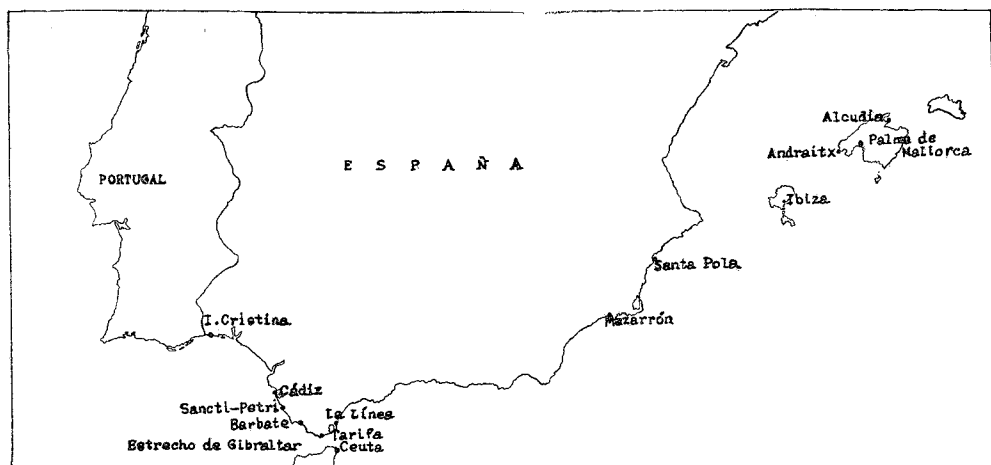 Alcudia
Palma de
Mallorca
Andraitx
ESPAÑA
PORTUGAL
Ibiza
Santa Pola
I.Cristina
Mazarrón
Cádiz
Sancti-Petri
La Línea
Barbate
Tarifa
Estrecho de Gibraltar
Ceuta